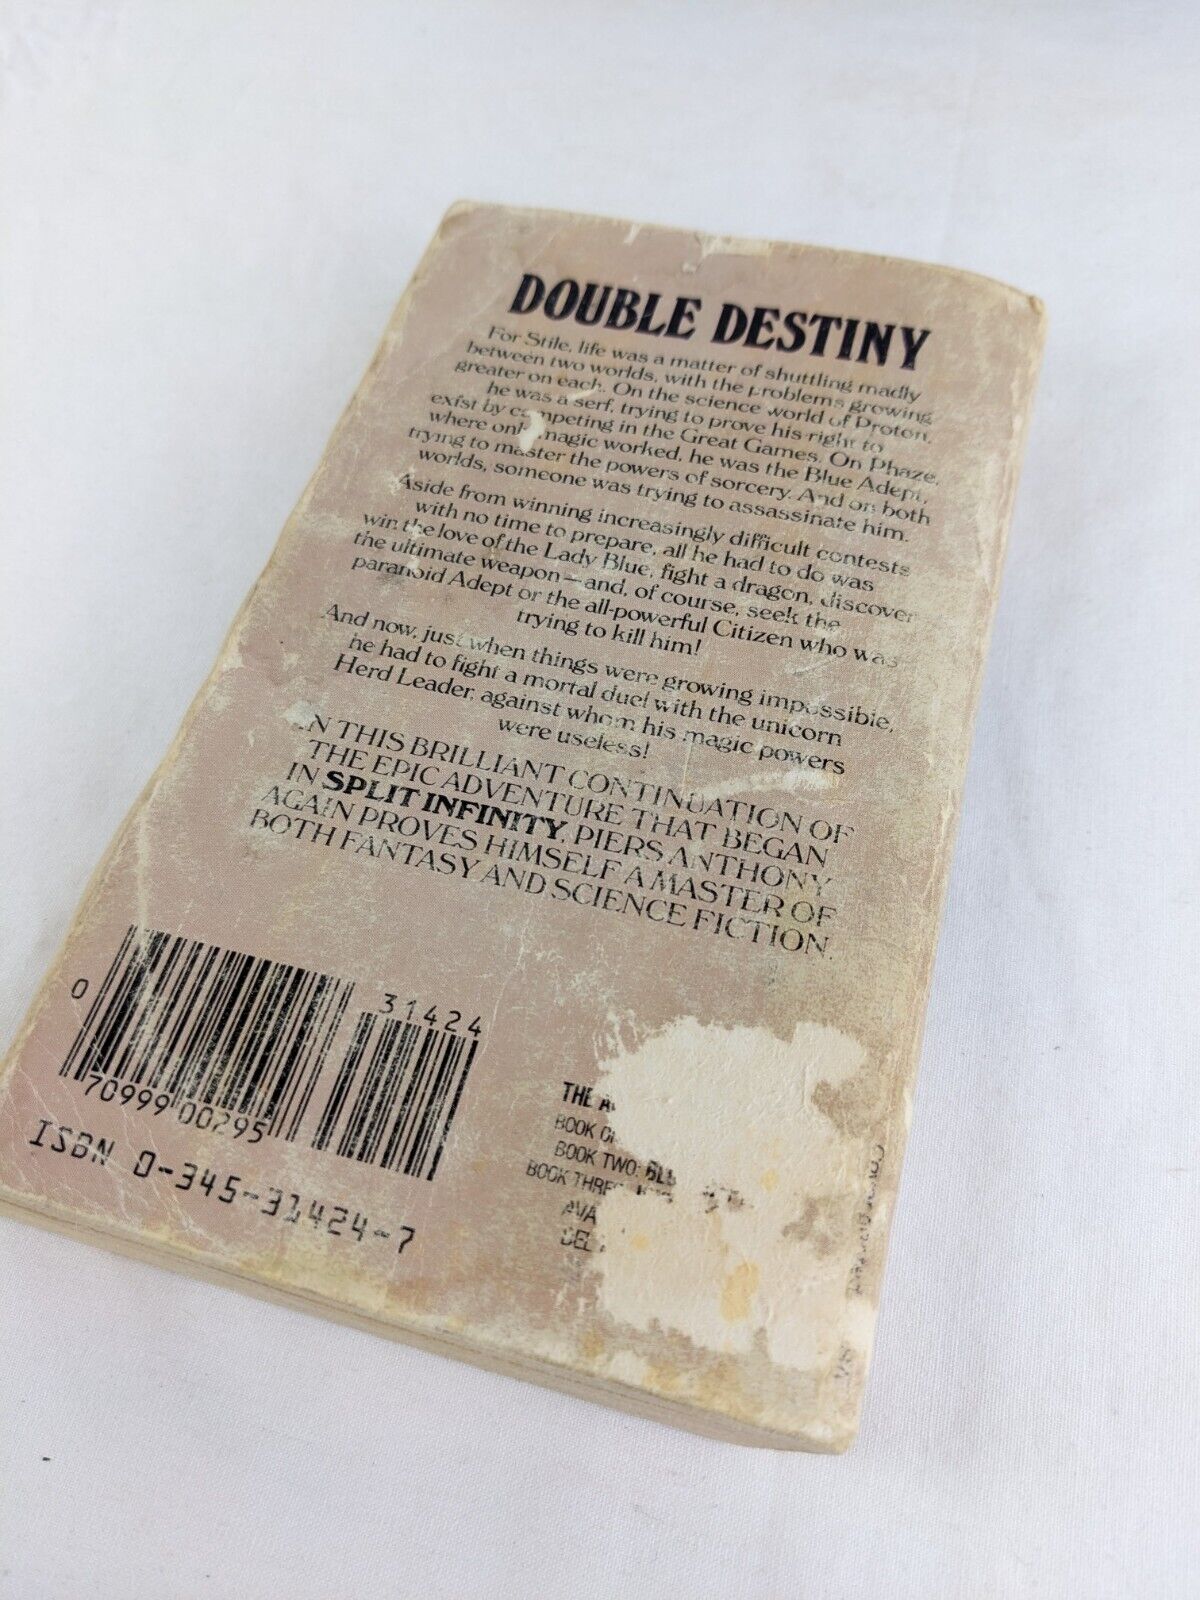 DOUBLE DESTINY
For Stile, life was a matter of shuttling madly
between two worlds, with the problems growing
greater on each. On the science world of Proton,
he was a serf, trying to prove his right to
exist by competing in the Great Games. On Phaze,
where only magic worked, he was the Blue Adept,
trying to master the powers of sorcery. And on both
worlds, someone was trying to assassinate him.
Aside from winning increasingly difficult contests
with no time to prepare, all he had to do was
win the love of the Lady Blue, fight a dragon, discover
the ultimate weapon—and, of course, seek the
paranoid Adept or the all-powerful Citizen who was
trying to kill him!
And now, just when things were growing impossible,
he had to fight a mortal duel with the unicorn
Herd Leader, against whom his magic powers
were useless!
IN THIS BRILLIANT CONTINUATION OF
THE EPIC ADVENTURE THAT BEGAN
IN SPLIT INFINITY, PIERS ANTHONY
AGAIN PROVES HIMSELF A MASTER OF
BOTH FANTASY AND SCIENCE FICTION.
0
31424
70999 00295
ISBN 0-345-31424-7
THE
BOOK
BOOK TWO:
BOOK THREE